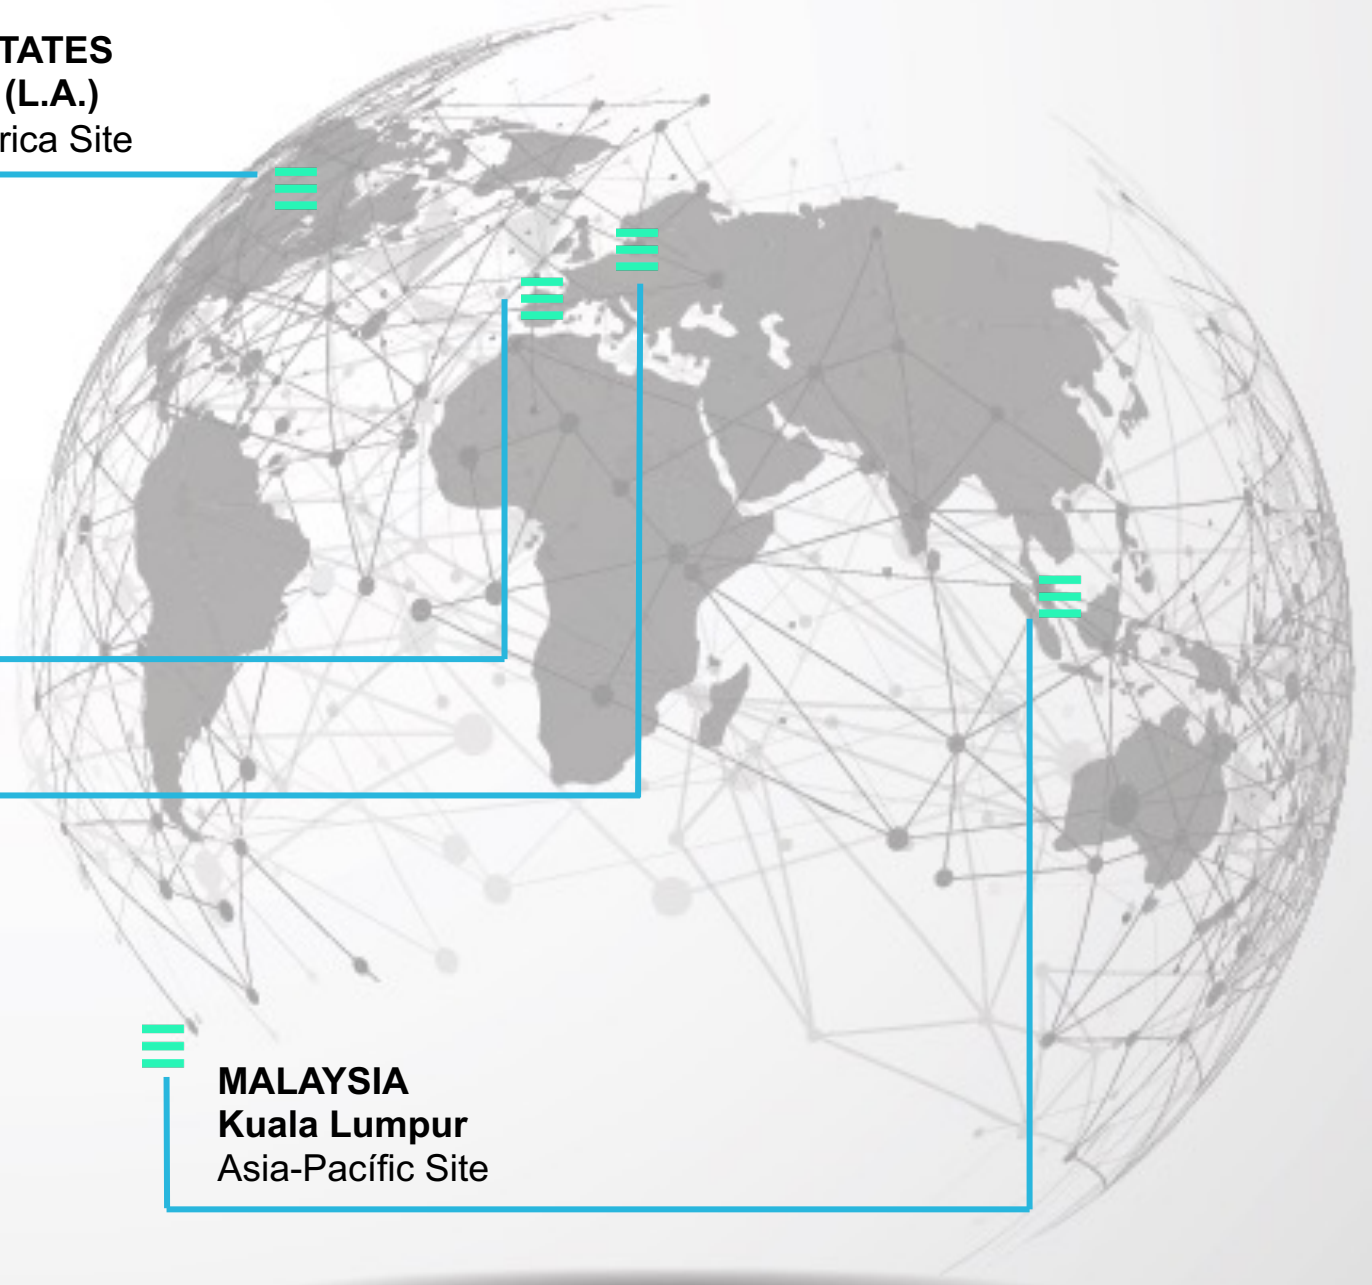 TATES
(L.A.)
rica Site
MALAYSIA
Kuala Lumpur
Asia-Pacífic Site